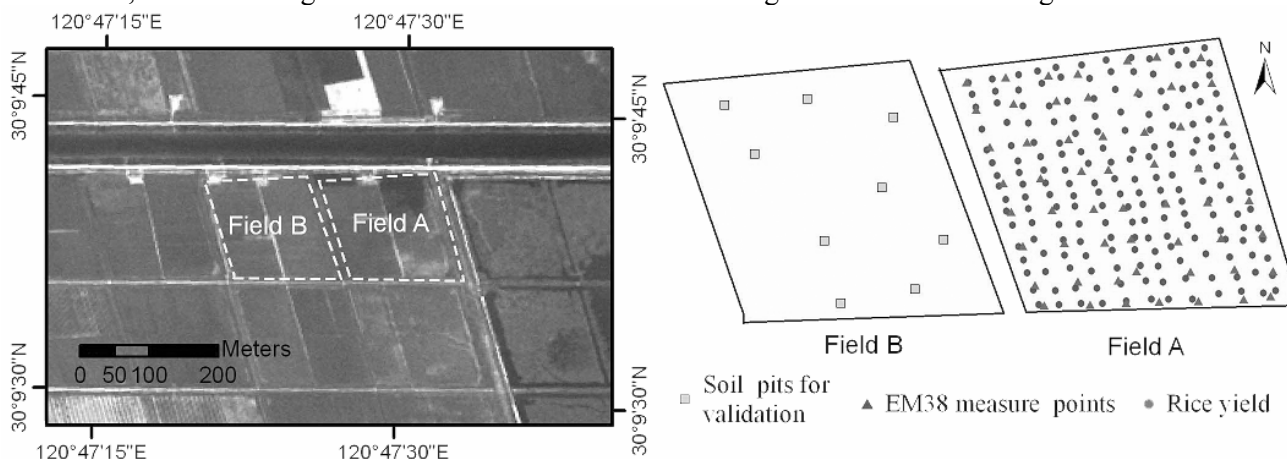 120°47'15"E 120°47'30"E
30°9'45"N
30°9'45"N
N
Field B
Field A
Meters
0 50 100 200
30°9'30"N
30°9'30"N
120°47'15"E 120°47'30"E
Field B
Field A
Soil pits for
validation
EM38 measure points
Rice yield